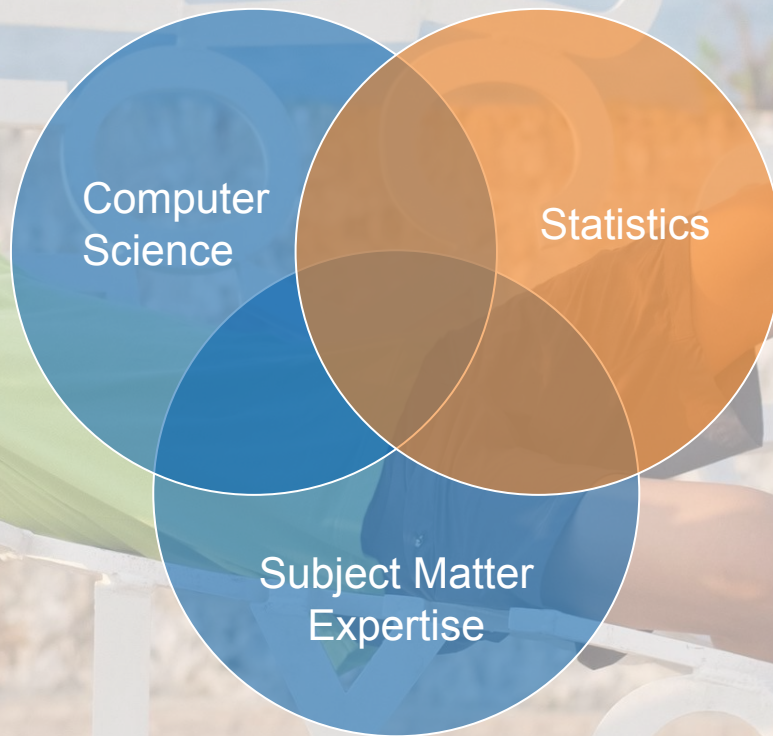 Computer
Science
Statistics
Subject Matter
Expertise